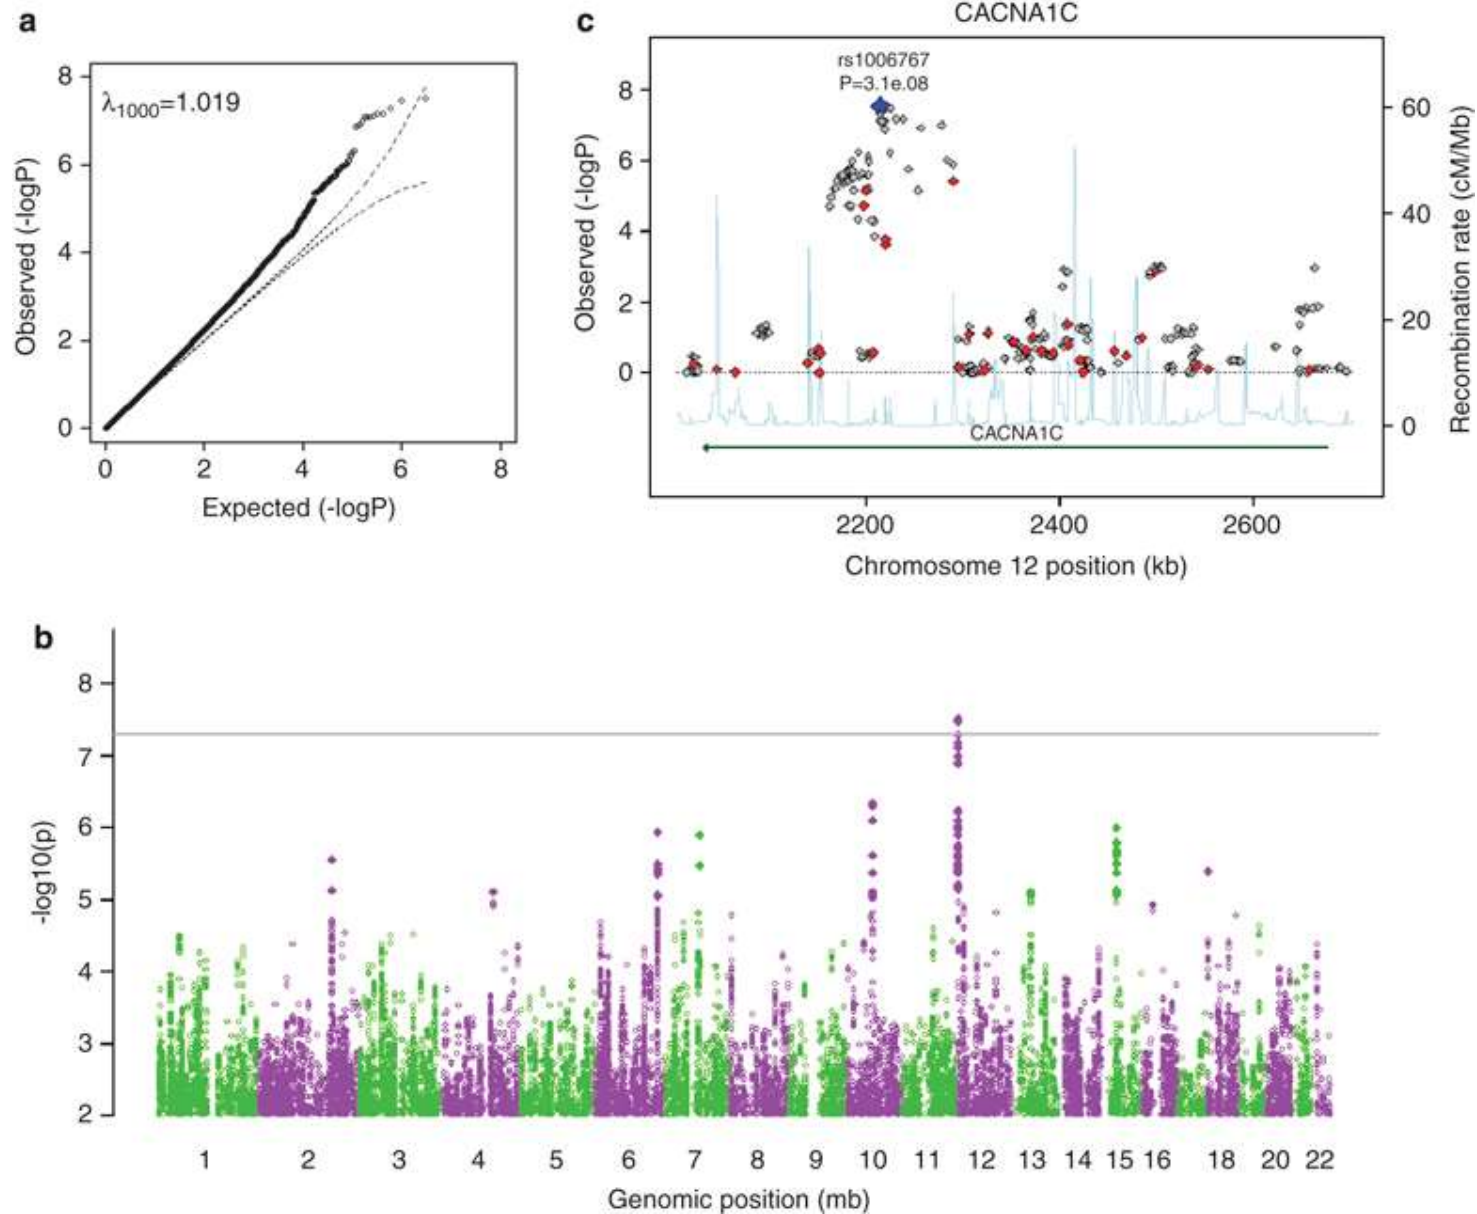 a
8
6
4
2
0
Observed (-logP)
λ1000=1.019
0 2 4 6 8
Expected (-logP)
c
CACNA1C
rs1006767
P=3.1e.08
8
6
4
2
0
Observed (-logP)
60
40
20
0
Recombination rate (cM/Mb)
CACNA1C
2200 2400 2600
Chromosome 12 position (kb)
b
8
7
6
5
4
3
2
-log10(p)
1 2 3 4 5 6 7 8 9 10 11 12 13 14 15 16 18 20 22
Genomic position (mb)